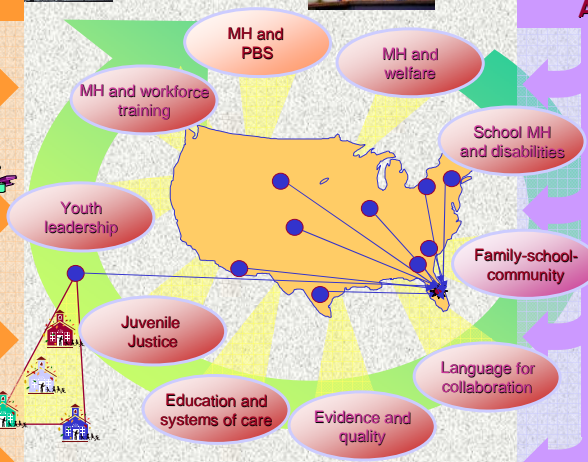 MH and
PBS
MH and
welfare
MH and workforce
training
School MH
and disabilities
Youth
leadership
Family-school-
community
Juvenile
Justice
Language for
collaboration
Education and
systems of care
Evidence and
quality